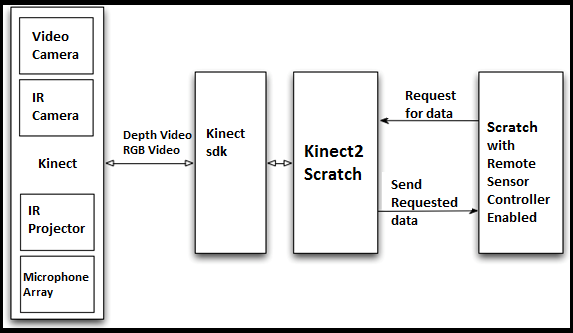 Video
Camera
IR
Camera
Kinect
IR
Projector
Microphone
Array
Depth Video
RGB Video
Kinect
sdk
Kinect2
Scratch
Request
for data
Send
Requested
data
Scratch
with
Remote
Sensor
Controller
Enabled